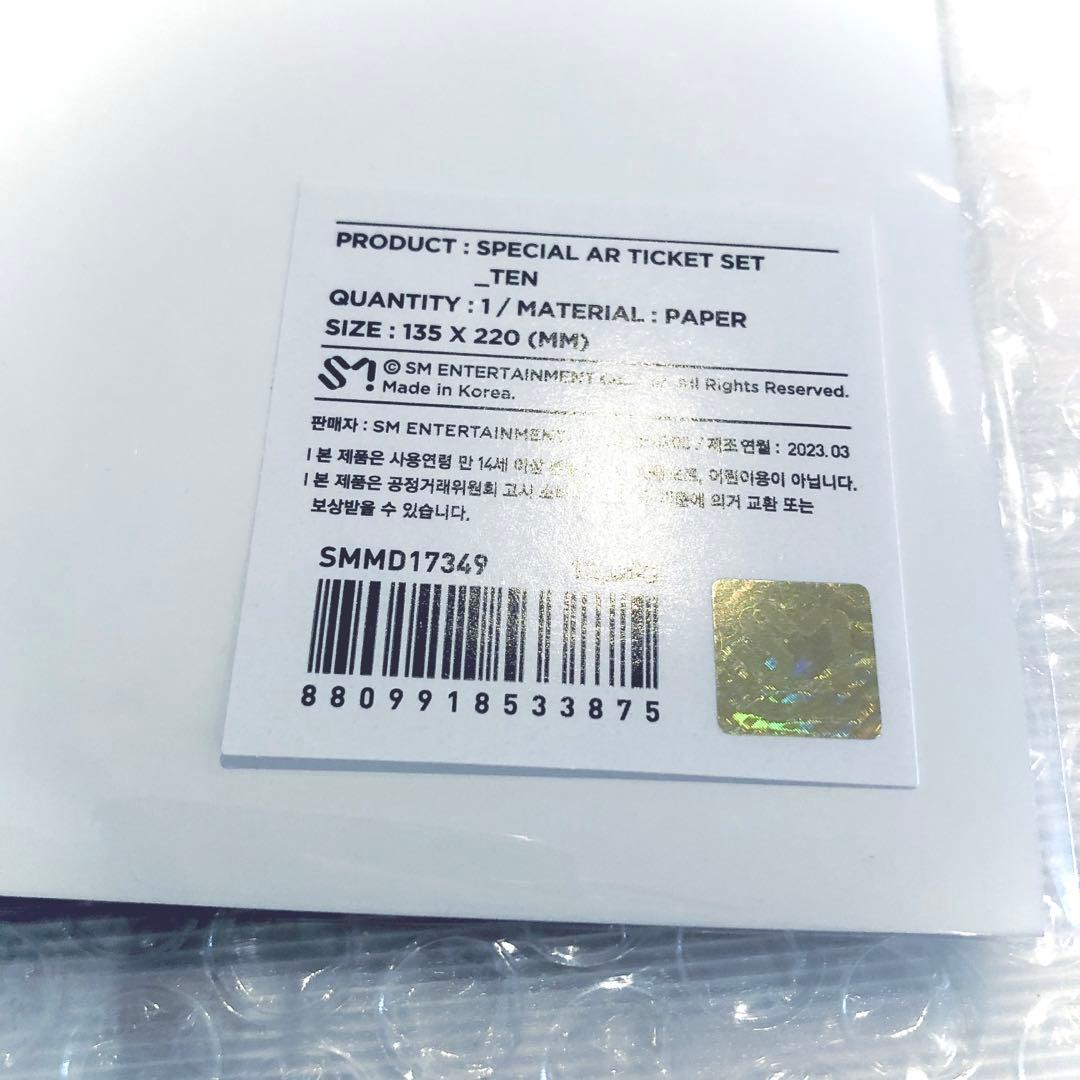 PRODUCT : SPECIAL AR TICKET SET
_TEN
QUANTITY : 1 / MATERIAL : PAPER
SIZE : 135 X 220 (MM)
SM © SM ENTERTAINMENT All Rights Reserved.
Made in Korea.
판매자 : SM ENTERTAINMENT / 제조연월 : 2023.03
| 본 제품은 사용연령 만 14세 이상 어린이용이 아닙니다.
| 본 제품은 공정거래위원회 고시 의거 교환 또는
보상받을 수 있습니다.
SMMD17349
8809918533875